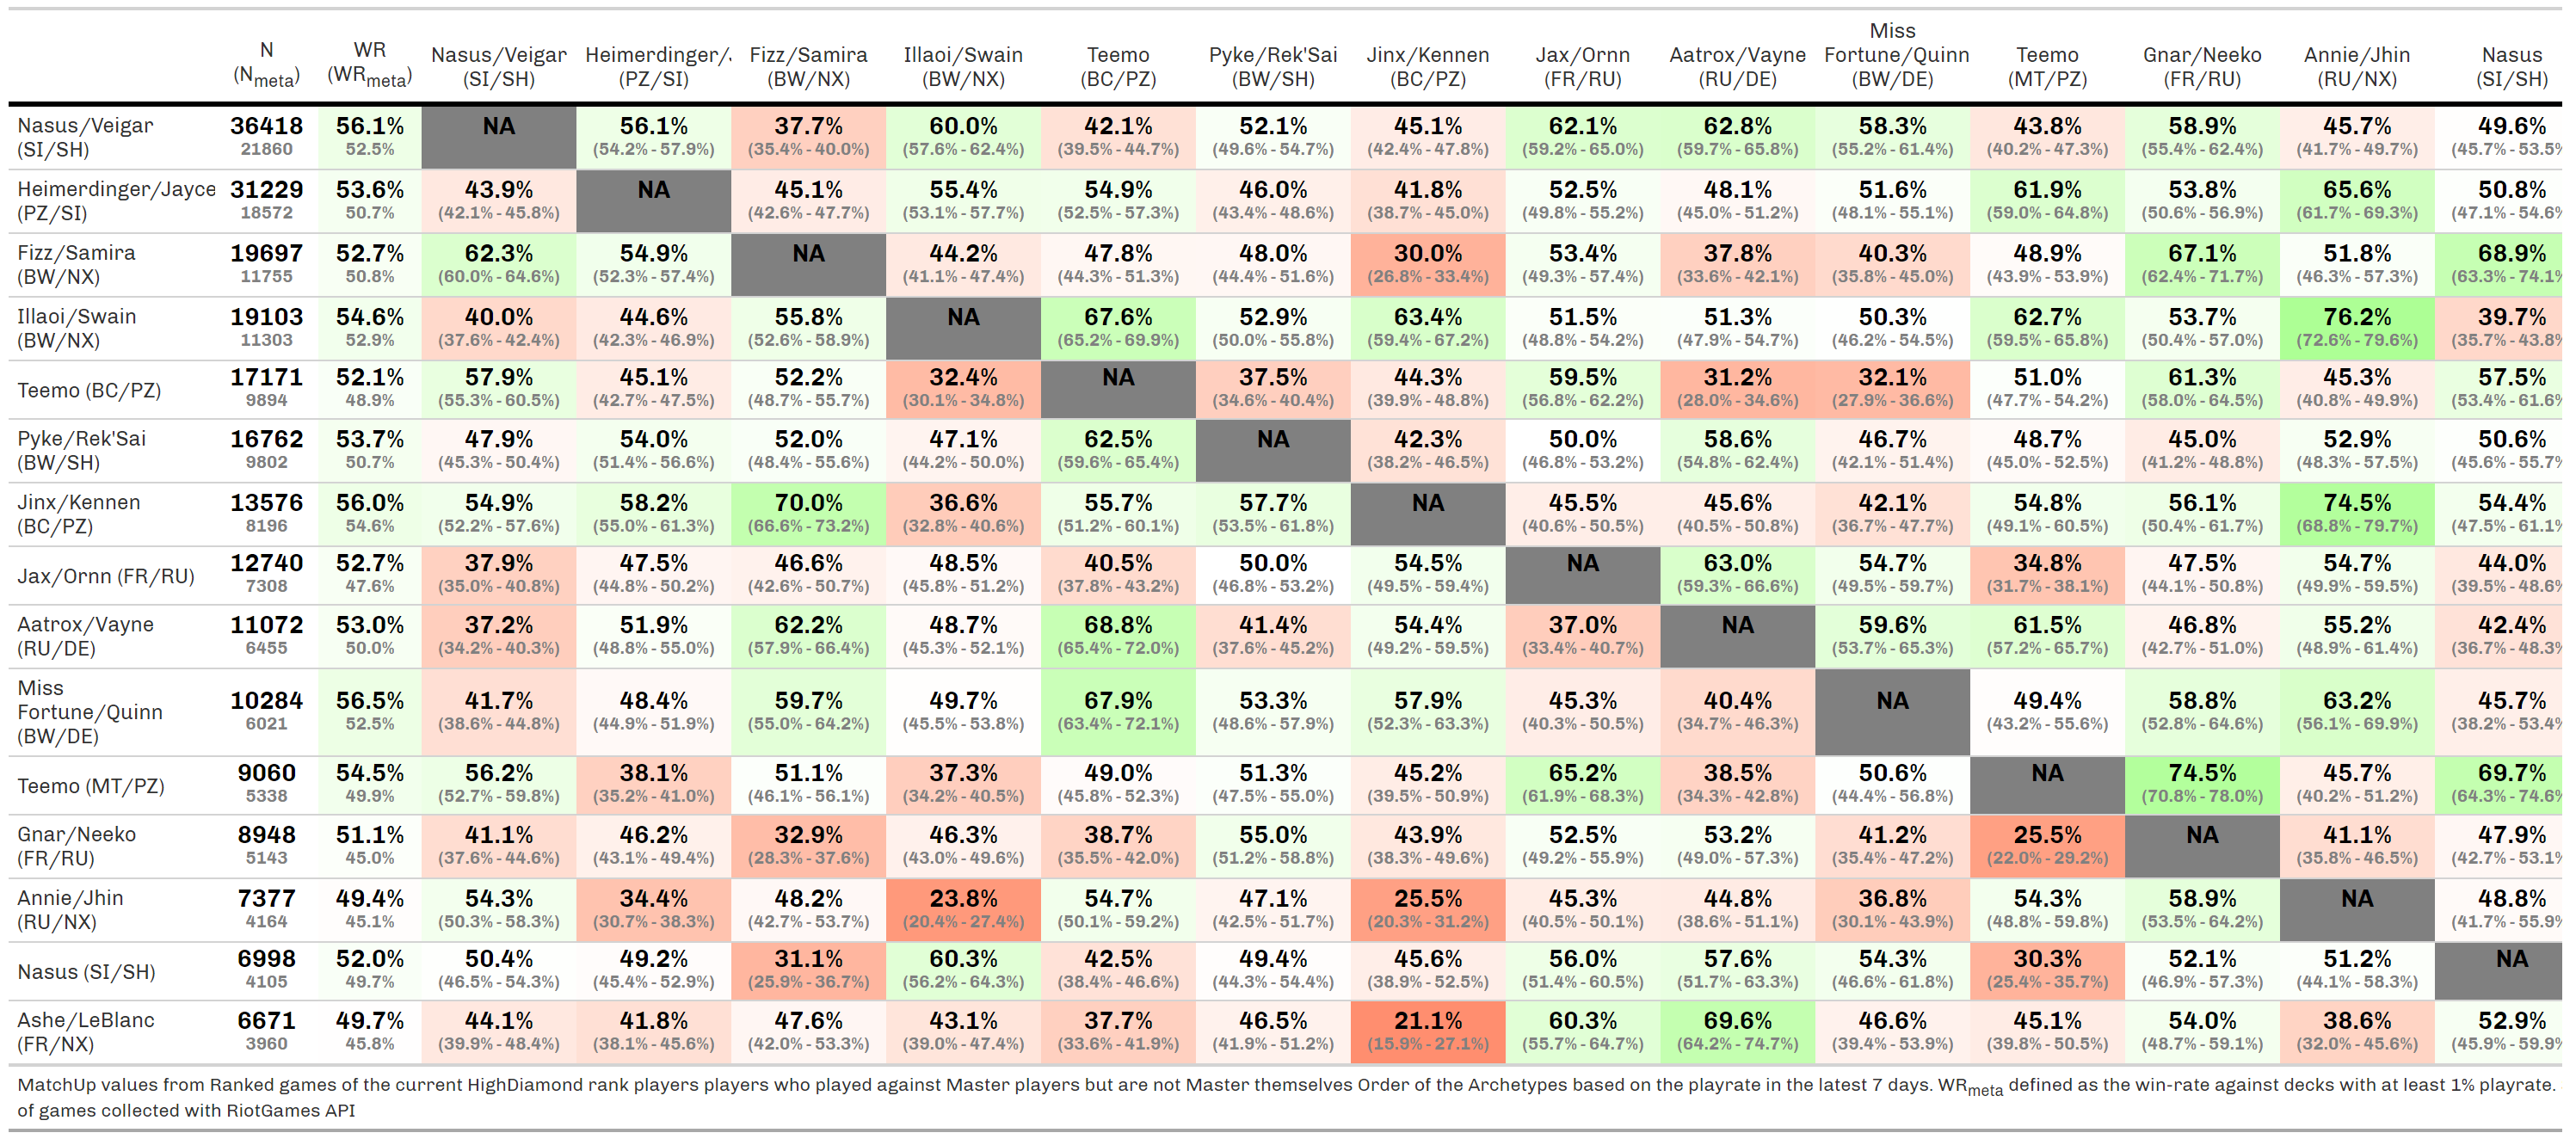 N WR Nasus/Veigar Heimerdinger/ Fizz/Samira Illaoi/Swain Teemo Pyke/Rek'Sai Jinx/Kennen Jax/Ornn Aatrox/Vayne Miss Fortune/Quinn Teemo Gnar/Neeko Annie/Jhin Nasus
(Nmeta) (WRmeta) (SI/SH) (PZ/SI) (BW/NX) (BW/NX) (BC/PZ) (BW/SH) (BC/PZ) (FR/RU) (RU/DE) (BW/DE) (MT/PZ) (FR/RU) (RU/NX) (SI/SH)
Nasus/Veigar 36418 56.1% NA 56.1% 37.7% 60.0% 42.1% 52.1% 45.1% 62.1% 62.8% 58.3% 43.8% 58.9% 45.7% 49.6%
(SI/SH) 21860 52.5% (54.2% - 57.9%) (35.4% - 40.0%) (57.6% - 62.4%) (39.5% - 44.7%) (49.6% - 54.7%) (42.4% - 47.8%) (59.2% - 65.0%) (59.7% - 65.8%) (55.2% - 61.4%) (40.2% - 47.3%) (55.4% - 62.4%) (41.7% - 49.7%) (45.7% - 53.5%
Heimerdinger/Jayce 31229 53.6% 43.9% NA 45.1% 55.4% 54.9% 46.0% 41.8% 52.5% 48.1% 51.6% 61.9% 53.8% 65.6% 50.8%
(PZ/SI) 18572 50.7% (42.1% - 45.8%) (42.6% - 47.7%) (53.1% - 57.7%) (52.5% - 57.3%) (43.4% - 48.6%) (38.7% - 45.0%) (49.8% - 55.2%) (45.0% - 51.2%) (48.1% - 55.1%) (59.0% - 64.8%) (50.6% - 56.9%) (61.7% - 69.3%) (47.1% - 54.6%
Fizz/Samira 19697 52.7% 62.3% 54.9% NA 44.2% 47.8% 48.0% 30.0% 53.4% 37.8% 40.3% 48.9% 67.1% 51.8% 68.9%
(BW/NX) 11755 50.8% (60.0% - 64.6%) (52.3% - 57.4%) (41.1% - 47.4%) (44.3% - 51.3%) (44.4% - 51.6%) (26.8% - 33.4%) (49.3% - 57.4%) (33.6% - 42.1%) (35.8% - 45.0%) (43.9% - 53.9%) (62.4% - 71.7%) (46.3% - 57.3%) (63.3% - 74.1%
Illaoi/Swain 19103 54.6% 40.0% 44.6% 55.8% NA 67.6% 52.9% 63.4% 51.5% 51.3% 50.3% 62.7% 53.7% 76.2% 39.7%
(BW/NX) 11303 52.9% (37.6% - 42.4%) (42.3% - 46.9%) (52.6% - 58.9%) (65.2% - 69.9%) (50.0% - 55.8%) (59.4% - 67.2%) (48.8% - 54.2%) (47.9% - 54.7%) (46.2% - 54.5%) (59.5% - 65.8%) (50.4% - 57.0%) (72.6% - 79.6%) (35.7% - 43.8%
Teemo (BC/PZ) 17171 52.1% 57.9% 45.1% 52.2% 32.4% NA 37.5% 44.3% 59.5% 31.2% 32.1% 51.0% 61.3% 45.3% 57.5%
9894 48.9% (55.3% - 60.5%) (42.7% - 47.5%) (48.7% - 55.7%) (30.1% - 34.8%) (34.6% - 40.4%) (39.9% - 48.8%) (56.8% - 62.2%) (28.0% - 34.6%) (27.9% - 36.6%) (47.7% - 54.2%) (58.0% - 64.5%) (40.8% - 49.9%) (53.4% - 61.6%
Pyke/Rek'Sai 16762 53.7% 47.9% 54.0% 52.0% 47.1% 62.5% NA 42.3% 50.0% 58.6% 46.7% 48.7% 45.0% 52.9% 50.6%
(BW/SH) 9802 50.7% (45.3% - 50.4%) (51.4% - 56.6%) (48.4% - 55.6%) (44.2% - 50.0%) (59.6% - 65.4%) (38.2% - 46.5%) (46.8% - 53.2%) (54.8% - 62.4%) (42.1% - 51.4%) (45.0% - 52.5%) (41.2% - 48.8%) (48.3% - 57.5%) (45.6% - 55.7%
Jinx/Kennen 13576 56.0% 54.9% 58.2% 70.0% 36.6% 55.7% 57.7% NA 45.5% 45.6% 42.1% 54.8% 56.1% 74.5% 54.4%
(BC/PZ) 8196 54.6% (52.2% - 57.6%) (55.0% - 61.3%) (66.6% - 73.2%) (32.8% - 40.6%) (51.2% - 60.1%) (53.5% - 61.8%) (40.6% - 50.5%) (40.5% - 50.8%) (36.7% - 47.7%) (49.1% - 60.5%) (50.4% - 61.7%) (68.8% - 79.7%) (47.5% - 61.1%
Jax/Ornn (FR/RU) 12740 52.7% 37.9% 47.5% 46.6% 48.5% 40.5% 50.0% 54.5% NA 63.0% 54.7% 34.8% 47.5% 54.7% 44.0%
7308 47.6% (35.0% - 40.8%) (44.8% - 50.2%) (42.6% - 50.7%) (45.8% - 51.2%) (37.8% - 43.2%) (46.8% - 53.2%) (49.5% - 59.4%) (59.3% - 66.6%) (49.5% - 59.7%) (31.7% - 38.1%) (44.1% - 50.8%) (49.9% - 59.5%) (39.5% - 48.6%
Aatrox/Vayne 11072 53.0% 37.2% 51.9% 62.2% 48.7% 68.8% 41.4% 54.4% 37.0% NA 59.6% 61.5% 46.8% 55.2% 42.4%
(RU/DE) 6455 50.0% (34.2% - 40.3%) (48.8% - 55.0%) (57.9% - 66.4%) (45.3% - 52.1%) (65.4% - 72.0%) (37.6% - 45.2%) (49.2% - 59.5%) (33.4% - 40.7%) (53.7% - 65.3%) (57.2% - 65.7%) (42.7% - 51.0%) (48.9% - 61.4%) (36.7% - 48.3%
Miss
Fortune/Quinn 10284 56.5% 41.7% 48.4% 59.7% 49.7% 67.9% 53.3% 57.9% 45.3% 40.4% NA 49.4% 58.8% 63.2% 45.7%
(BW/DE) 6021 52.5% (38.6% - 44.8%) (44.9% - 51.9%) (55.0% - 64.2%) (45.5% - 53.8%) (63.4% - 72.1%) (48.6% - 57.9%) (52.3% - 63.3%) (40.3% - 50.5%) (34.7% - 46.3%) (43.2% - 55.6%) (52.8% - 64.6%) (56.1% - 69.9%) (38.2% - 53.4%
Teemo (MT/PZ) 9060 54.5% 56.2% 38.1% 51.1% 37.3% 49.0% 51.3% 45.2% 65.2% 38.5% 50.6% NA 74.5% 45.7% 69.7%
5338 49.9% (52.7% - 59.8%) (35.2% - 41.0%) (46.1% - 56.1%) (34.2% - 40.5%) (45.8% - 52.3%) (47.5% - 55.0%) (39.5% - 50.9%) (61.9% - 68.3%) (34.3% - 42.8%) (44.4% - 56.8%) (70.8% - 78.0%) (40.2% - 51.2%) (64.3% - 74.6%
Gnar/Neeko 8948 51.1% 41.1% 46.2% 32.9% 46.3% 38.7% 55.0% 43.9% 52.5% 53.2% 41.2% 25.5% NA 41.1% 47.9%
(FR/RU) 5143 45.0% (37.6% - 44.6%) (43.1% - 49.4%) (28.3% - 37.6%) (43.0% - 49.6%) (35.5% - 42.0%) (51.2% - 58.8%) (38.3% - 49.6%) (49.2% - 55.9%) (49.0% - 57.3%) (35.4% - 47.2%) (22.0% - 29.2%) (35.8% - 46.5%) (42.7% - 53.1%
Annie/Jhin 7377 49.4% 54.3% 34.4% 48.2% 23.8% 54.7% 47.1% 25.5% 45.3% 44.8% 36.8% 54.3% 58.9% NA 48.8%
(RU/NX) 4164 45.1% (50.3% - 58.3%) (30.7% - 38.3%) (42.7% - 53.7%) (20.4% - 27.4%) (50.1% - 59.2%) (42.5% - 51.7%) (20.3% - 31.2%) (40.5% - 50.1%) (38.6% - 51.1%) (30.1% - 43.9%) (48.8% - 59.8%) (53.5% - 64.2%) (41.7% - 55.9%
Nasus (SI/SH) 6998 52.0% 50.4% 49.2% 31.1% 60.3% 42.5% 49.4% 45.6% 56.0% 57.6% 54.3% 30.3% 52.1% 51.2% NA
4105 49.7% (46.5% - 54.3%) (45.4% - 52.9%) (25.9% - 36.7%) (56.2% - 64.3%) (38.4% - 46.6%) (44.3% - 54.4%) (38.9% - 52.5%) (51.4% - 60.5%) (51.7% - 63.3%) (46.6% - 61.8%) (25.4% - 35.7%) (46.9% - 57.3%) (44.1% - 58.3%)
Ashe/LeBlanc 6671 49.7% 44.1% 41.8% 47.6% 43.1% 37.7% 46.5% 21.1% 60.3% 69.6% 46.6% 45.1% 54.0% 38.6% 52.9%
(FR/NX) 3960 45.8% (39.9% - 48.4%) (38.1% - 45.6%) (42.0% - 53.3%) (39.0% - 47.4%) (33.6% - 41.9%) (41.9% - 51.2%) (15.9% - 27.1%) (55.7% - 64.7%) (64.2% - 74.7%) (39.4% - 53.9%) (39.8% - 50.5%) (48.7% - 59.1%) (32.0% - 45.6%) (45.9% - 59.9%
MatchUp values from Ranked games of the current HighDiamond rank players players who played against Master players but are not Master themselves Order of the Archetypes based on the playrate in the latest 7 days. WRmeta defined as the win-rate against decks with at least 1% playrate.
of games collected with RiotGames API